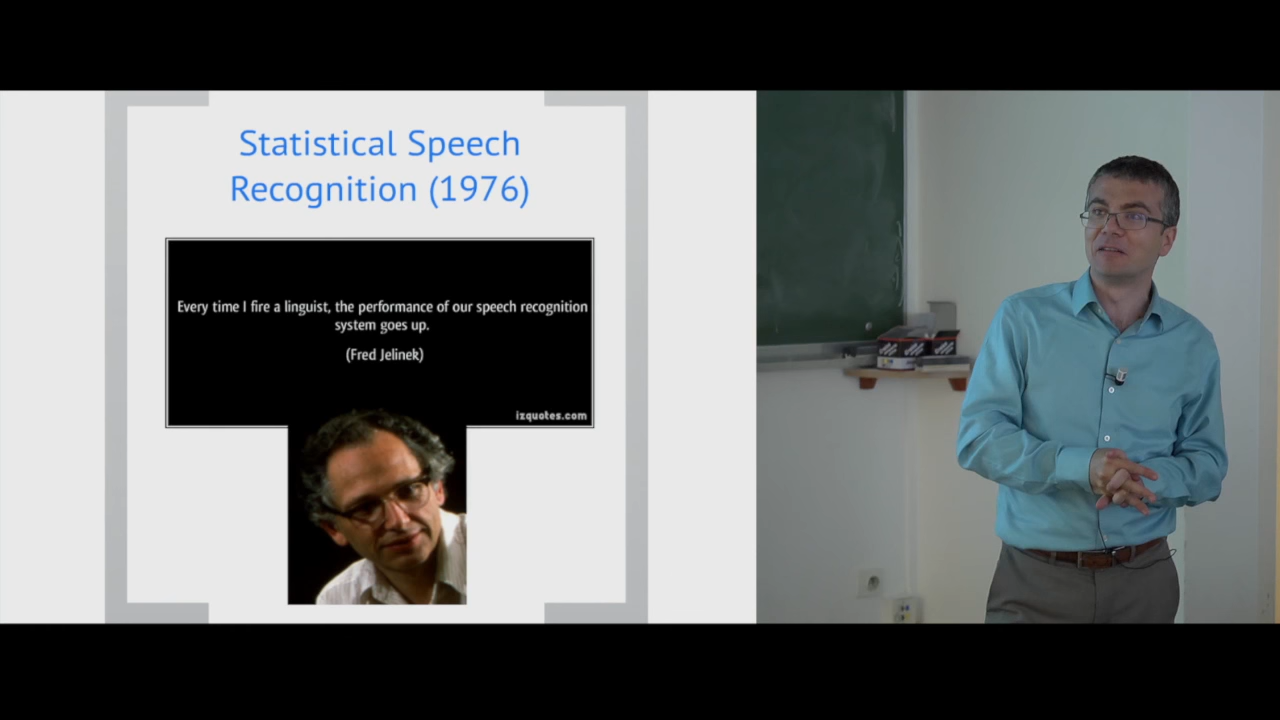 Statistical Speech
Recognition (1976)
Every time I fire a linguist, the performance of our speech recognition
system goes up.
(Fred Jelinek)
izquotes.com